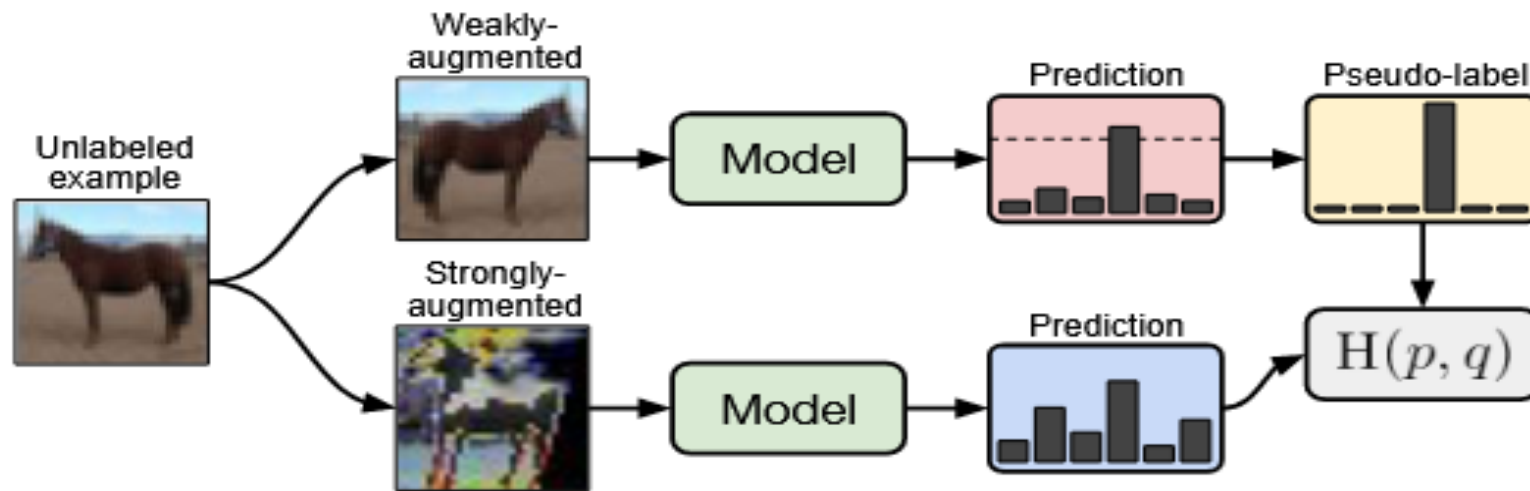 Unlabeled
example
Weakly-
augmented
Model
Prediction
Pseudo-label
Strongly-
augmented
Model
Prediction
H(p, q)